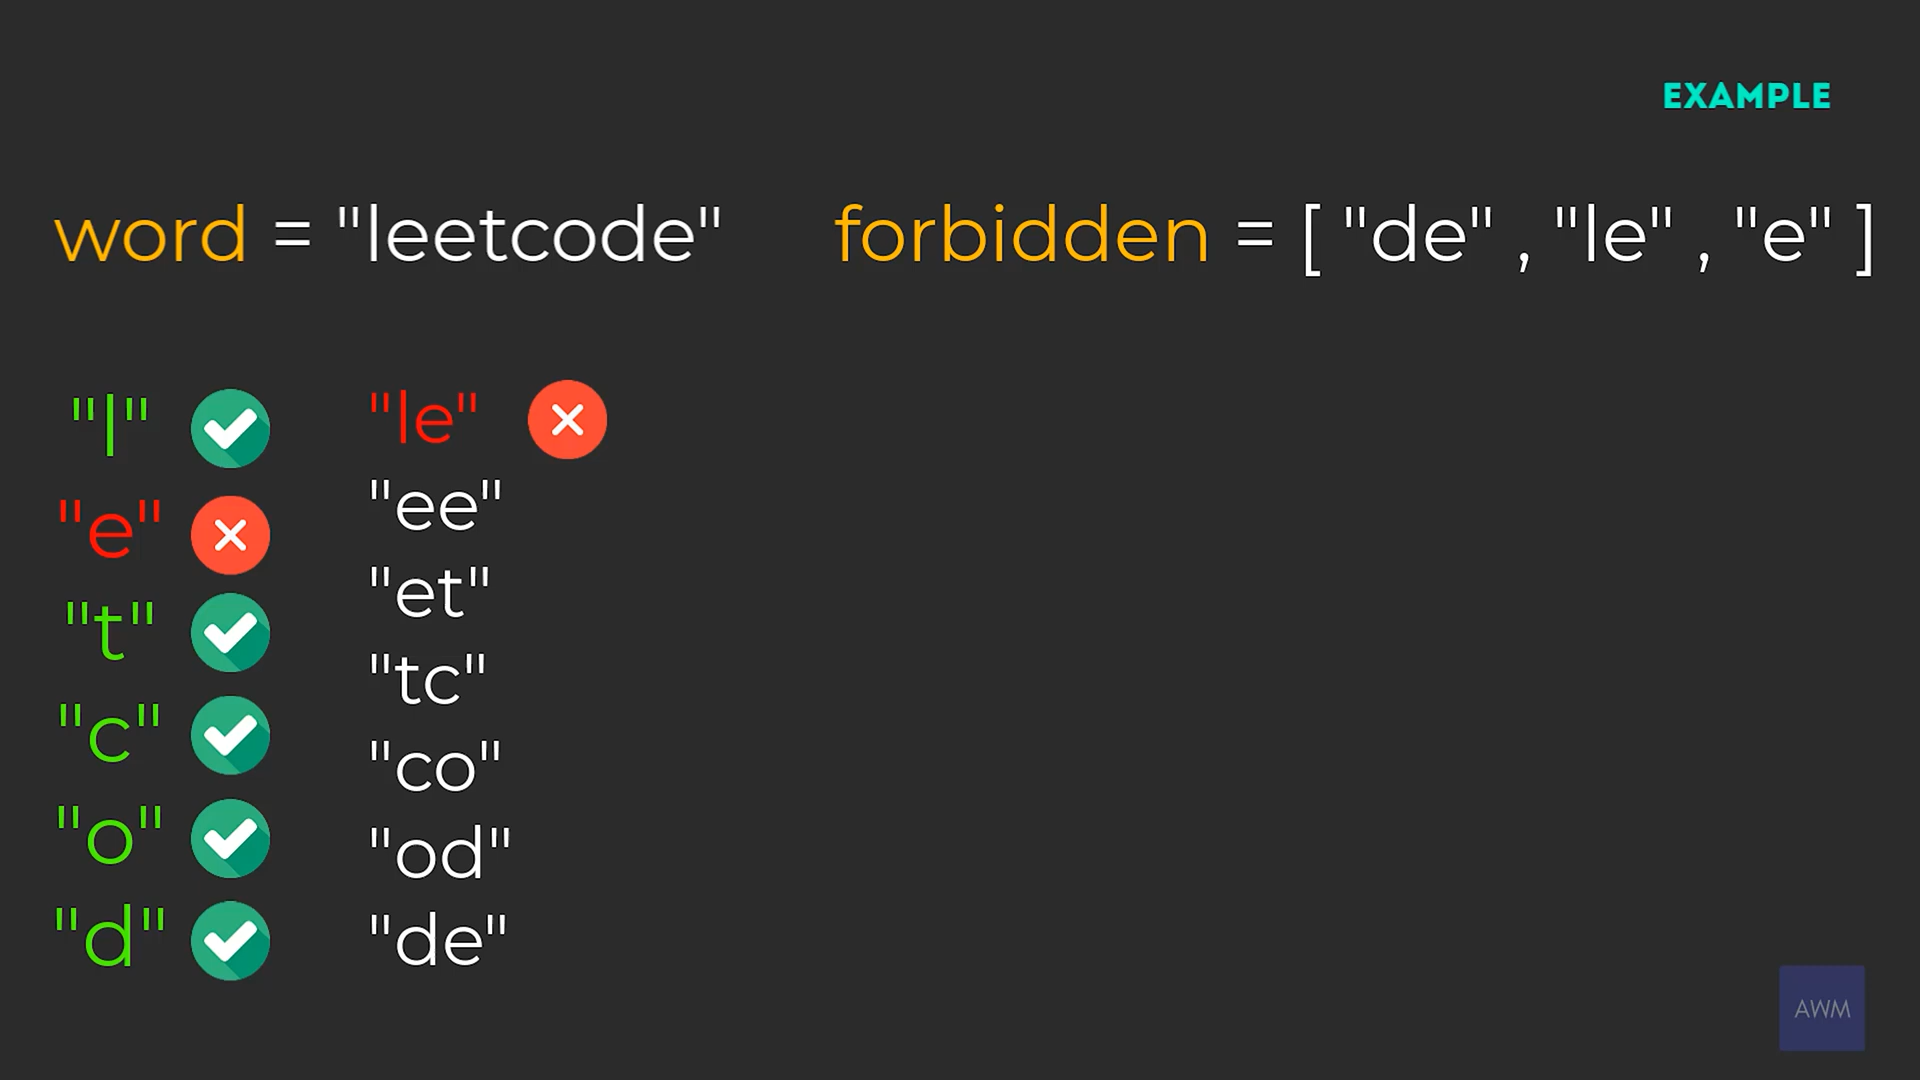 EXAMPLE
word = "leetcode" forbidden = [ "de" , "le" , "e" ]
"l"
"e"
"t"
"c"
"o"
"d"
"le"
"ee"
"et"
"tc"
"co"
"od"
"de"
AWM